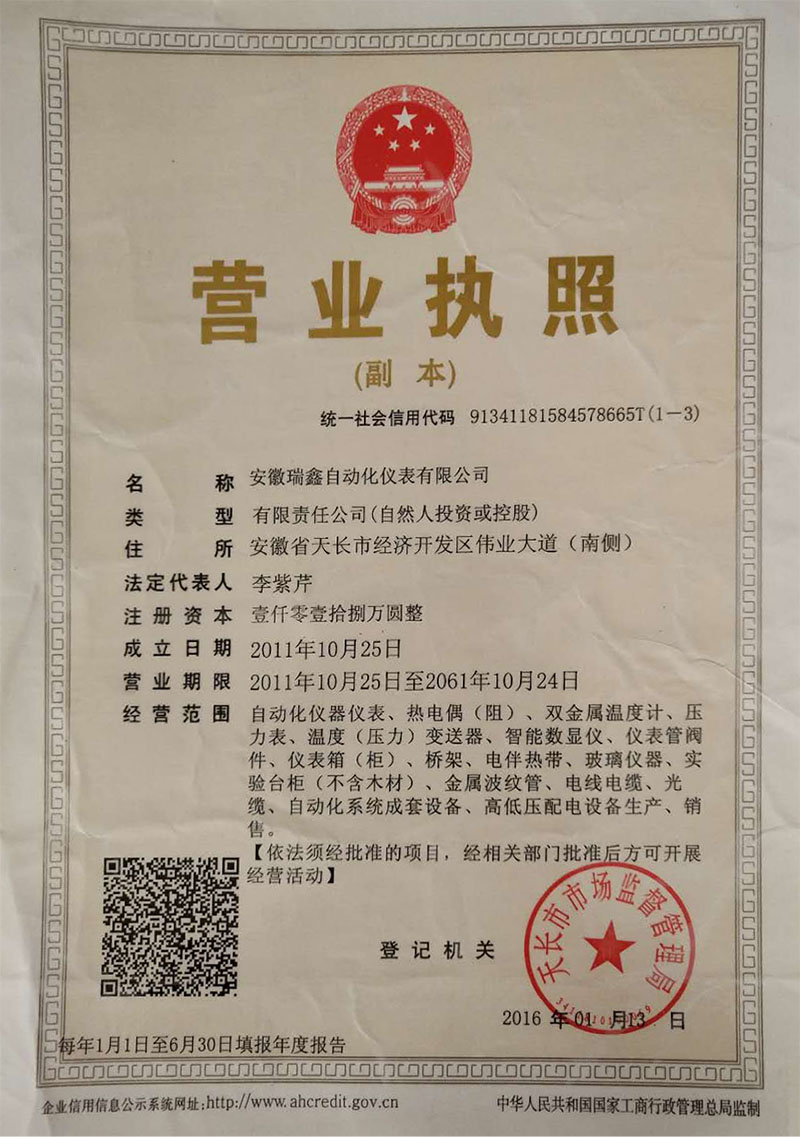 营业执照
(副本)
统一社会信用代码 91341181584578665T(1-3)
名称 安徽瑞鑫自动化仪表有限公司
类型 有限责任公司(自然人投资或控股)
住所 安徽省天长市经济开发区伟业大道（南侧）
法定代表人 李紫芹
注册资本 壹仟零壹拾捌万圆整
成立日期 2011年10月25日
营业期限 2011年10月25日至2061年10月24日
经营范围 自动化仪器仪表、热电偶（阻）、双金属温度计、压
力表、温度（压力）变送器、智能数显仪、仪表管阀
件、仪表箱（柜）、桥架、电伴热带、玻璃仪器、实
验台柜（不含木材）、金属波纹管、电线电缆、光
缆、自动化系统成套设备、高低压配电设备生产、销
售。
【依法须经批准的项目，经相关部门批准后方可开展
经营活动】
登记机关
天长市市场监督管理局
2016年01月13日
每年1月1日至6月30日填报年度报告
企业信用信息公示系统网址:http://www.ahcredit.gov.cn
中华人民共和国国家工商行政管理总局监制